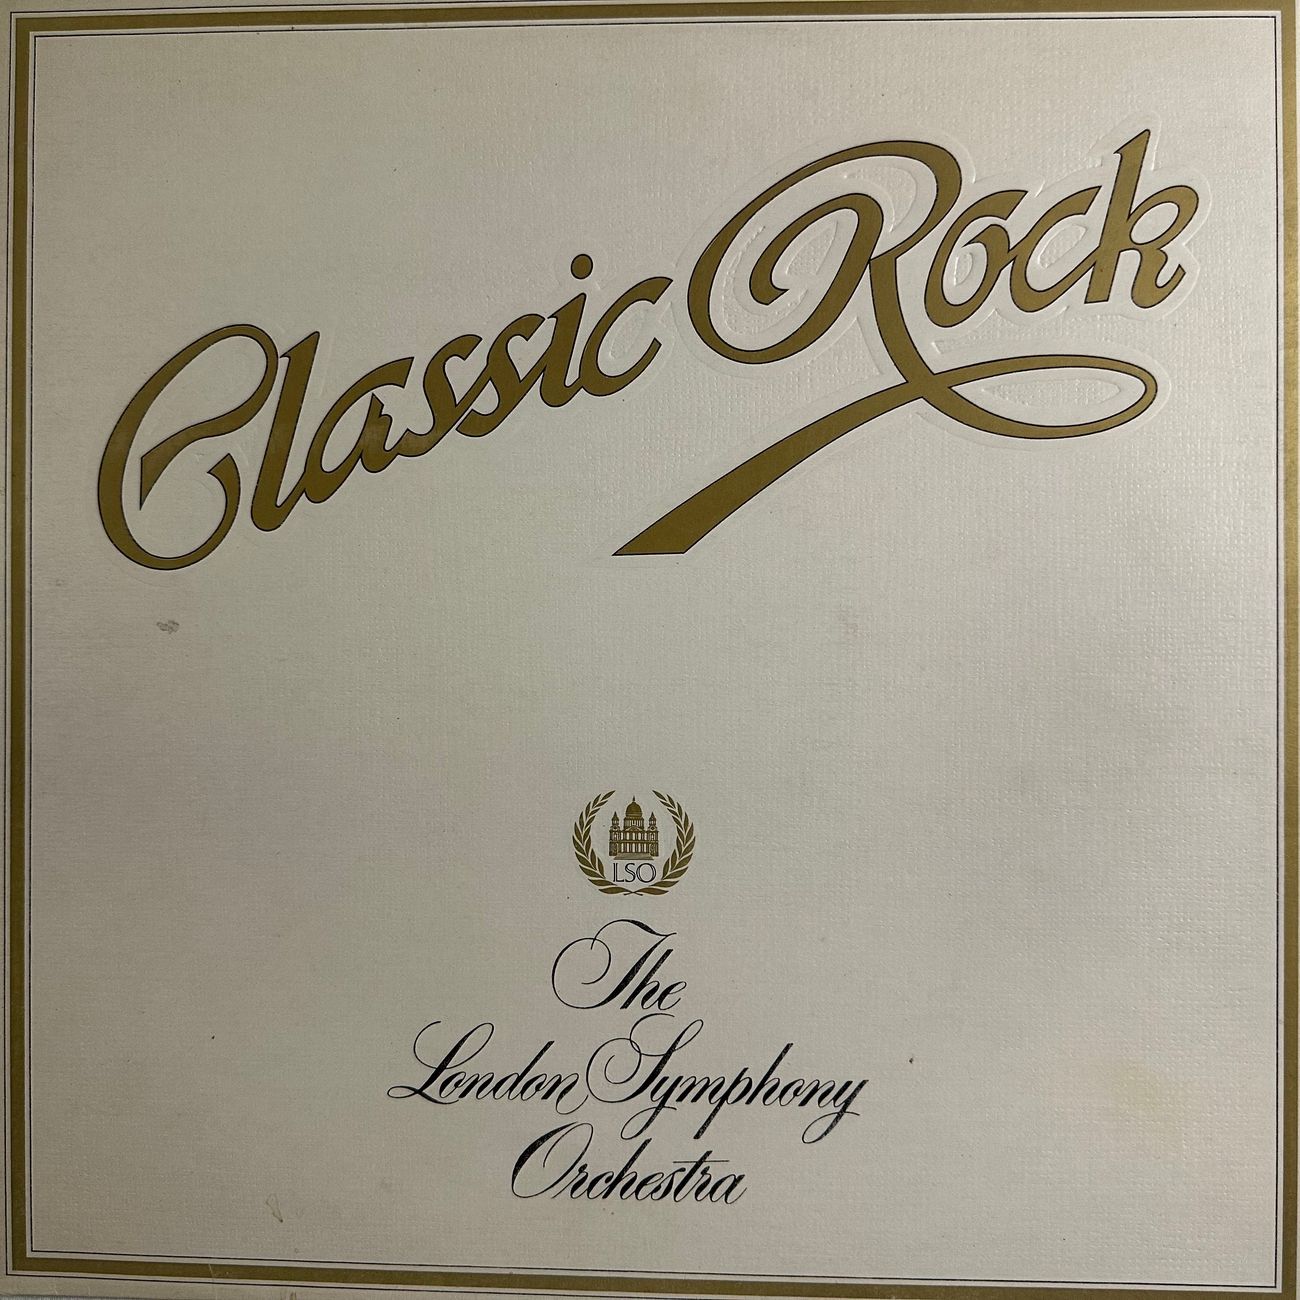 Classic Rock
LSO
The
London Symphony
Orchestra